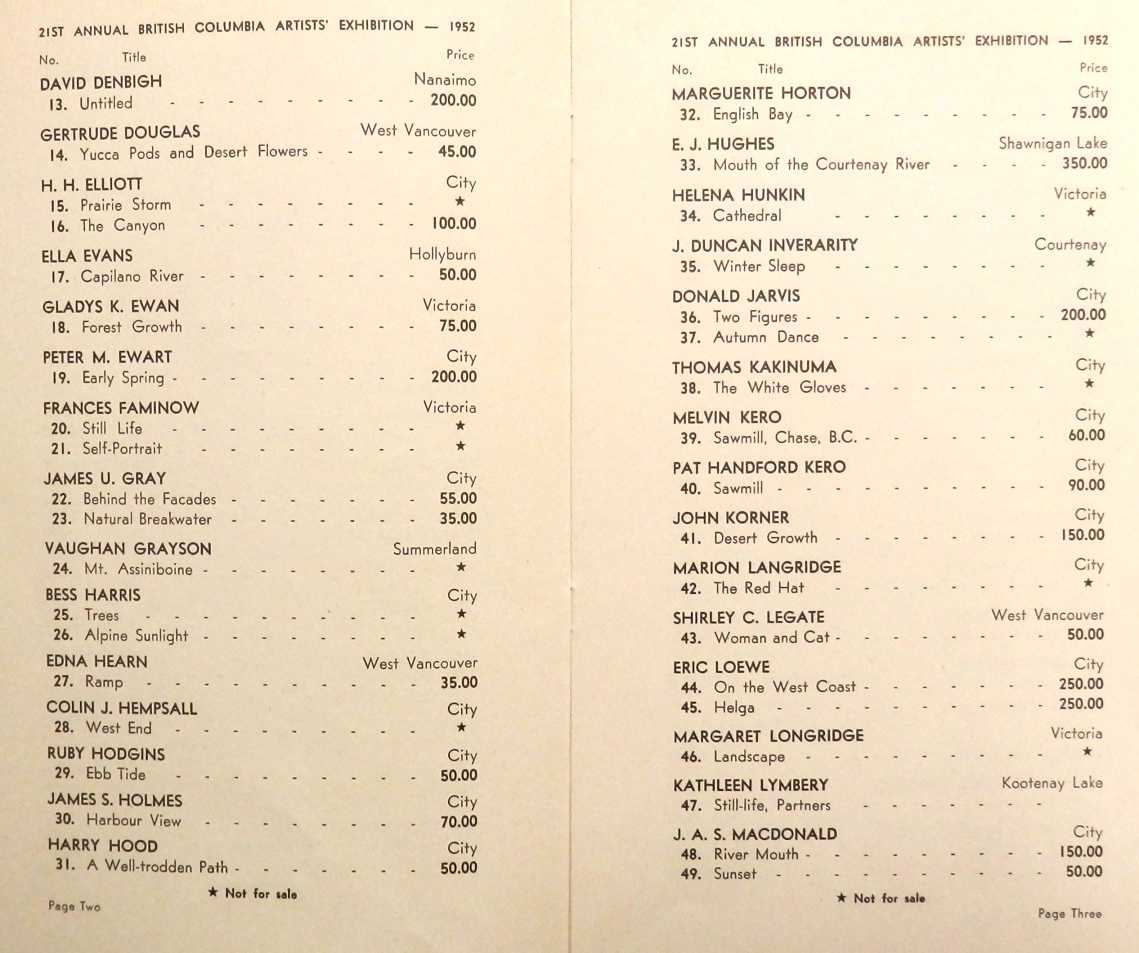 21ST ANNUAL BRITISH COLUMBIA ARTISTS' EXHIBITION — 1952
No. Title Price
DAVID DENBIGH Nanaimo
13. Untitled - - - - - - - - - 200.00
GERTRUDE DOUGLAS West Vancouver
14. Yucca Pods and Desert Flowers - - - - 45.00
H. H. ELLIOTT City
15. Prairie Storm - - - - - - - - ★
16. The Canyon - - - - - - - - 100.00
ELLA EVANS Hollyburn
17. Capilano River - - - - - - - - 50.00
GLADYS K. EWAN Victoria
18. Forest Growth - - - - - - - - 75.00
PETER M. EWART City
19. Early Spring - - - - - - - - - 200.00
FRANCES FAMINOW Victoria
20. Still Life - - - - - - - - - ★
21. Self-Portrait - - - - - - - - ★
JAMES U. GRAY City
22. Behind the Facades - - - - - - - 55.00
23. Natural Breakwater - - - - - - - 35.00
VAUGHAN GRAYSON Summerland
24. Mt. Assiniboine - - - - - - - - ★
BESS HARRIS City
25. Trees - - - - - - - - - - ★
26. Alpine Sunlight - - - - - - - - ★
EDNA HEARN West Vancouver
27. Ramp - - - - - - - - - - 35.00
COLIN J. HEMPSALL City
28. West End - - - - - - - - - ★
RUBY HODGINS City
29. Ebb Tide - - - - - - - - - 50.00
JAMES S. HOLMES City
30. Harbour View - - - - - - - - 70.00
HARRY HOOD City
31. A Well-trodden Path - - - - - - - 50.00
★ Not for sale
Page Two
21ST ANNUAL BRITISH COLUMBIA ARTISTS' EXHIBITION — 1952
No. Title Price
MARGUERITE HORTON City
32. English Bay - - - - - - - - - 75.00
E. J. HUGHES Shawnigan Lake
33. Mouth of the Courtenay River - - - - 350.00
HELENA HUNKIN Victoria
34. Cathedral - - - - - - - - ★
J. DUNCAN INVERARITY Courtenay
35. Winter Sleep - - - - - - - - ★
DONALD JARVIS City
36. Two Figures - - - - - - - - - 200.00
37. Autumn Dance - - - - - - - - ★
THOMAS KAKINUMA City
38. The White Gloves - - - - - - - ★
MELVIN KERO City
39. Sawmill, Chase, B.C. - - - - - - - 60.00
PAT HANDFORD KERO City
40. Sawmill - - - - - - - - - - 90.00
JOHN KORNER City
41. Desert Growth - - - - - - - - 150.00
MARION LANGRIDGE City
42. The Red Hat - - - - - - - - ★
SHIRLEY C. LEGATE West Vancouver
43. Woman and Cat - - - - - - - - 50.00
ERIC LOEWE City
44. On the West Coast - - - - - - - 250.00
45. Helga - - - - - - - - - - 250.00
MARGARET LONGRIDGE Victoria
46. Landscape - - - - - - - - ★
KATHLEEN LYMBERY Kootenay Lake
47. Still-life, Partners - - - - - - -
J. A. S. MACDONALD City
48. River Mouth - - - - - - - - - 150.00
49. Sunset - - - - - - - - - - 50.00
★ Not for sale
Page Three